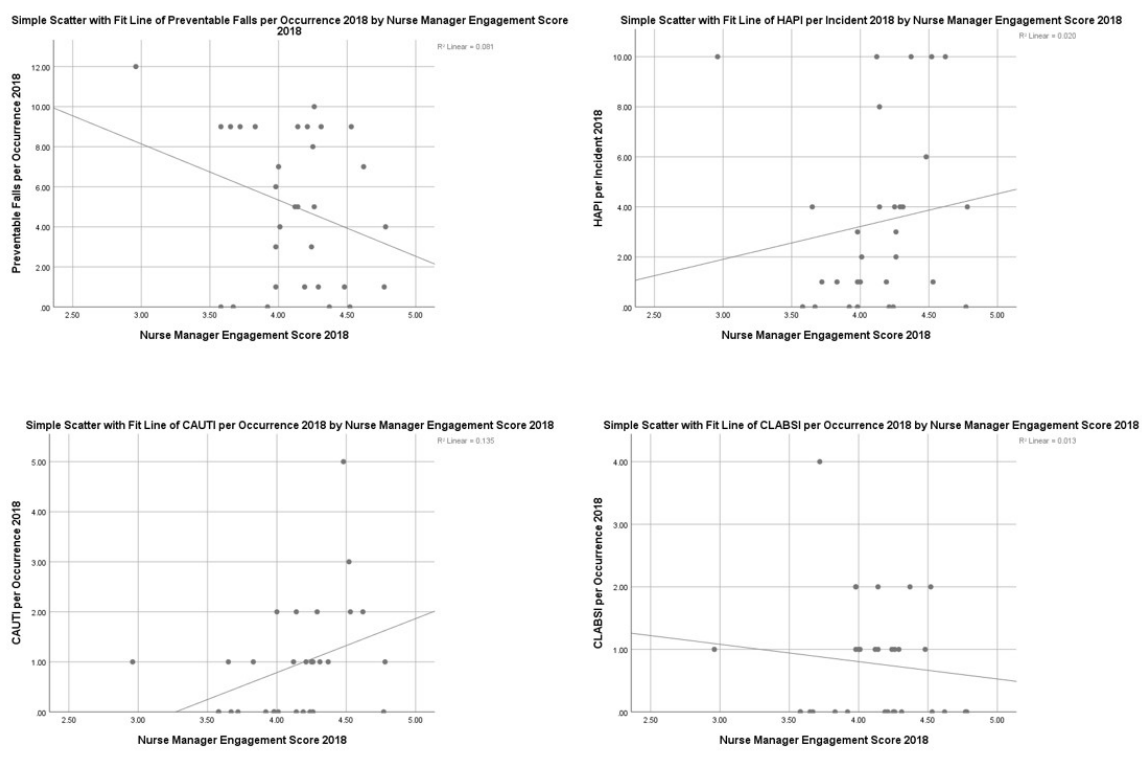 Simple Scatter with Fit Line of Preventable Falls per Occurrence 2018 by Nurse Manager Engagement Score
2018
R² Linear = 0.081
12.00
10.00
8.00
6.00
4.00
2.00
.00
Preventable Falls per Occurrence 2018
2.50 3.00 3.50 4.00 4.50 5.00
Nurse Manager Engagement Score 2018
Simple Scatter with Fit Line of HAPI per Incident 2018 by Nurse Manager Engagement Score 2018
R² Linear = 0.020
10.00
8.00
6.00
4.00
2.00
.00
HAPI per Incident 2018
2.50 3.00 3.50 4.00 4.50 5.00
Nurse Manager Engagement Score 2018
Simple Scatter with Fit Line of CAUTI per Occurrence 2018 by Nurse Manager Engagement Score 2018
R² Linear = 0.135
5.00
4.00
3.00
2.00
1.00
.00
CAUTI per Occurrence 2018
2.50 3.00 3.50 4.00 4.50 5.00
Nurse Manager Engagement Score 2018
Simple Scatter with Fit Line of CLABSI per Occurrence 2018 by Nurse Manager Engagement Score 2018
R² Linear = 0.013
4.00
3.00
2.00
1.00
.00
CLABSI per Occurrence 2018
2.50 3.00 3.50 4.00 4.50 5.00
Nurse Manager Engagement Score 2018